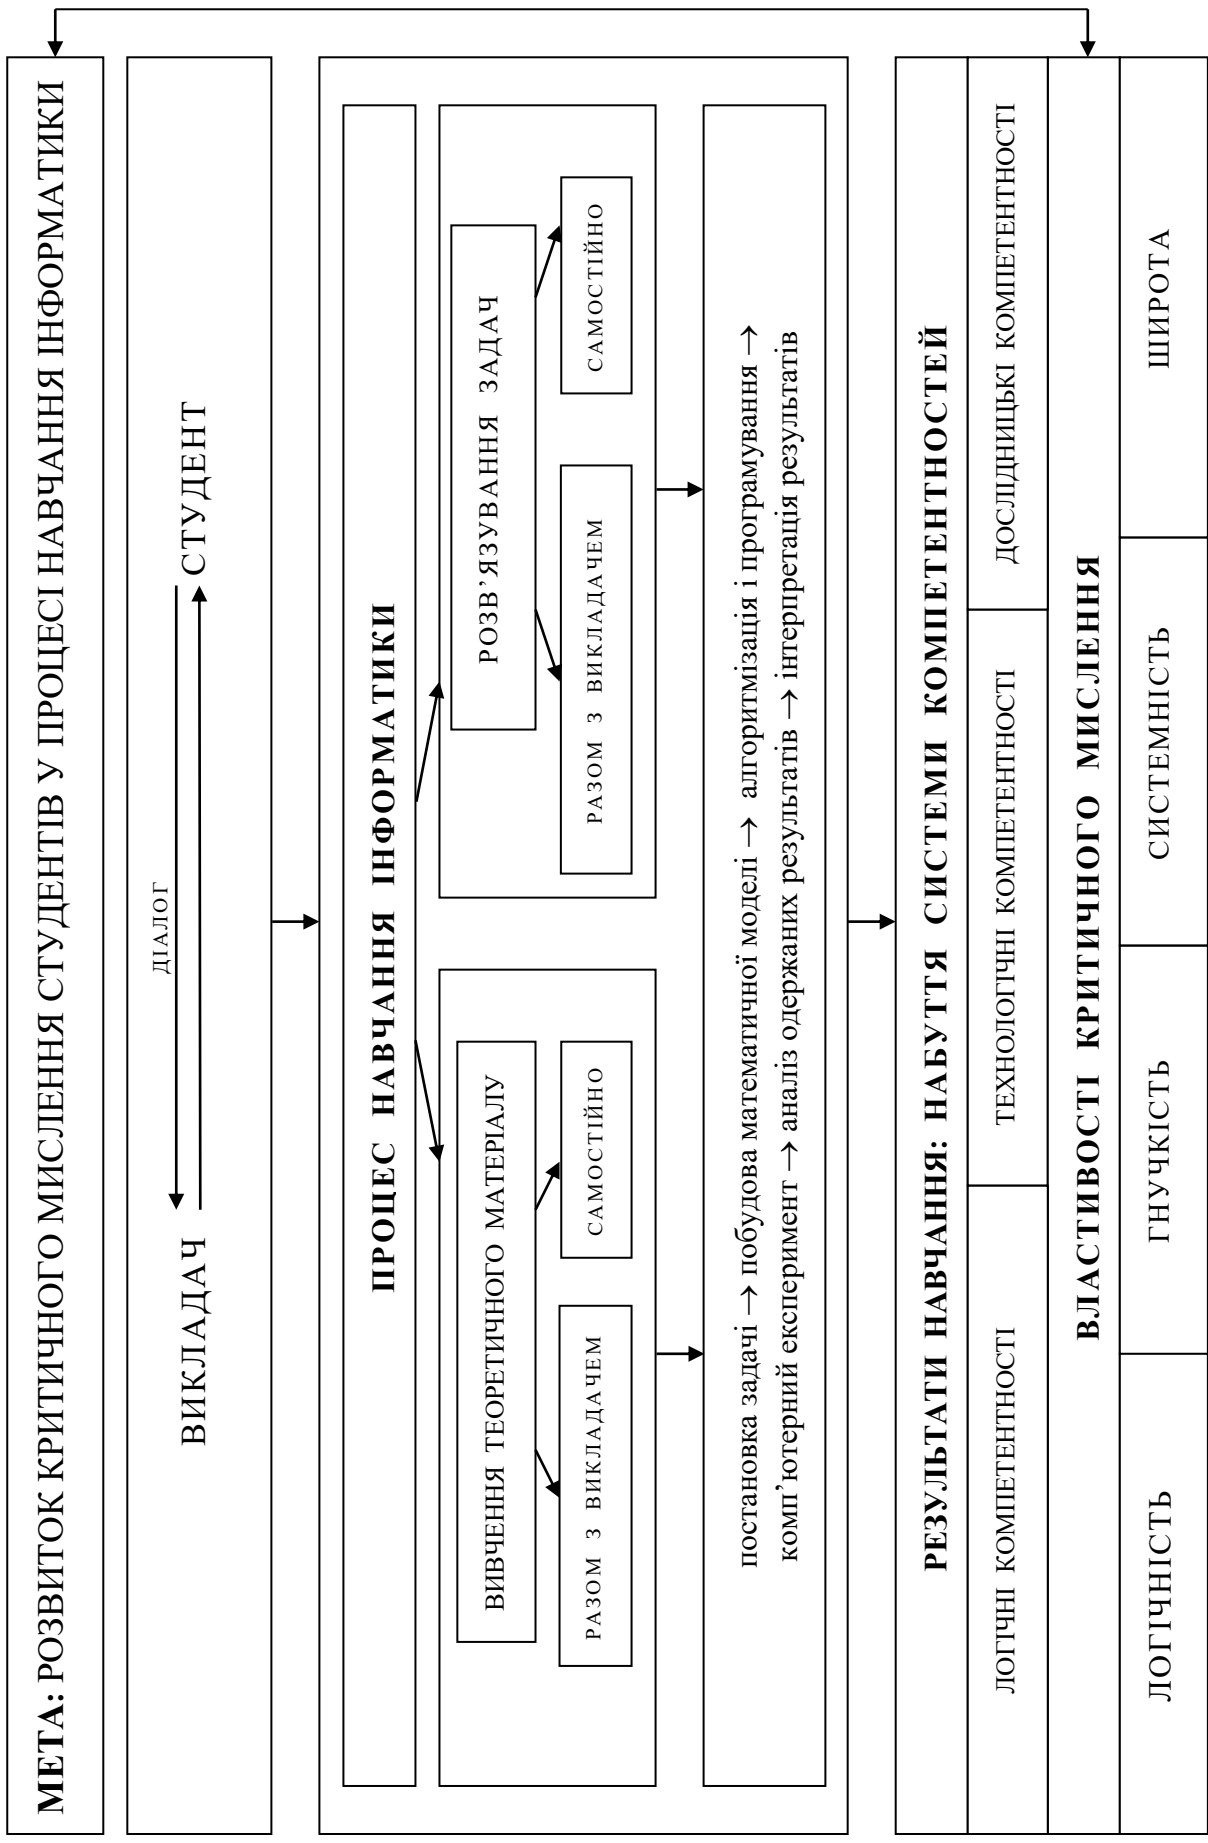 МЕТА: РОЗВИТОК КРИТИЧНОГО МИСЛЕННЯ СТУДЕНТІВ У ПРОЦЕСІ НАВЧАННЯ ІНФОРМАТИКИ
ДІАЛОГ
ВИКЛАДАЧ
СТУДЕНТ
ПРОЦЕС НАВЧАННЯ ІНФОРМАТИКИ
ВИВЧЕННЯ ТЕОРЕТИЧНОГО МАТЕРІАЛУ
РАЗОМ З ВИКЛАДАЧЕМ
САМОСТІЙНО
РОЗВ'ЯЗУВАННЯ ЗАДАЧ
РАЗОМ З ВИКЛАДАЧЕМ
САМОСТІЙНО
постановка задачі → побудова математичної моделі → алгоритмізація і програмування →
комп'ютерний експеримент → аналіз одержаних результатів → інтерпретація результатів
РЕЗУЛЬТАТИ НАВЧАННЯ: НАБУТТЯ СИСТЕМИ КОМПЕТЕНТНОСТЕЙ
ЛОГІЧНІ КОМПЕТЕНТНОСТІ
ТЕХНОЛОГІЧНІ КОМПЕТЕНТНОСТІ
ДОСЛІДНИЦЬКІ КОМПЕТЕНТНОСТІ
ВЛАСТИВОСТІ КРИТИЧНОГО МИСЛЕННЯ
ЛОГІЧНІСТЬ
ГНУЧКІСТЬ
СИСТЕМНІСТЬ
ШИРОТА